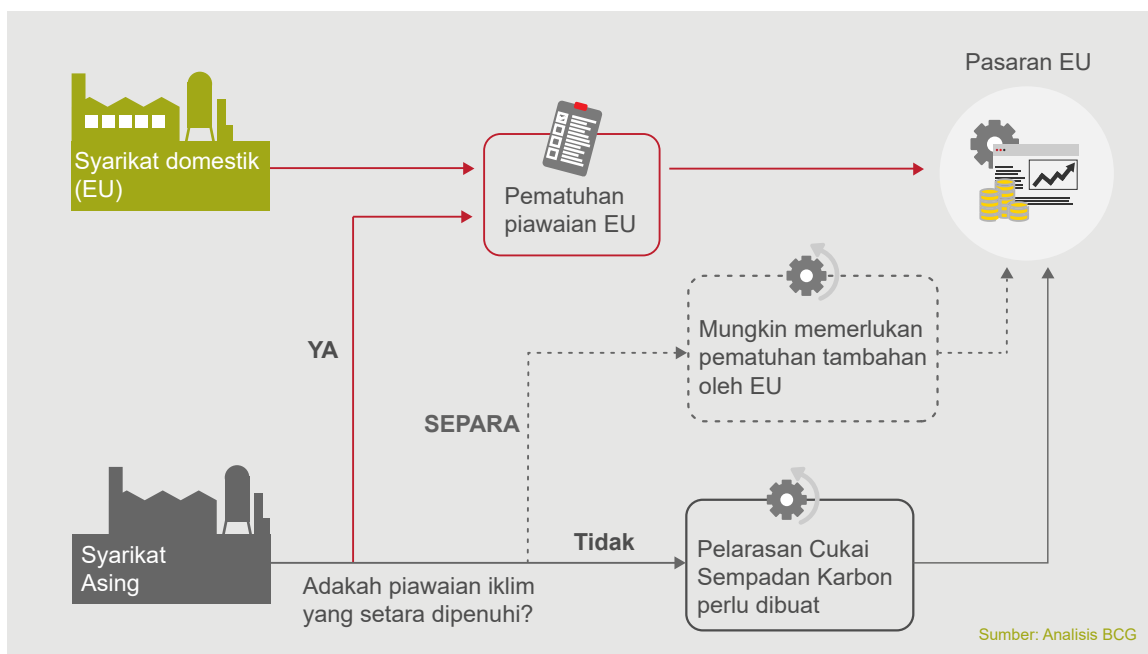 Pasaran EU
Syarikat domestik
(EU)
Pematuhan
piawaian EU
Mungkin memerlukan
pematuhan tambahan
oleh EU
YA
SEPARA
Tidak
Syarikat
Asing
Adakah piawaian iklim
yang setara dipenuhi?
Pelarasan Cukai
Sempadan Karbon
perlu dibuat
Sumber: Analisis BCG